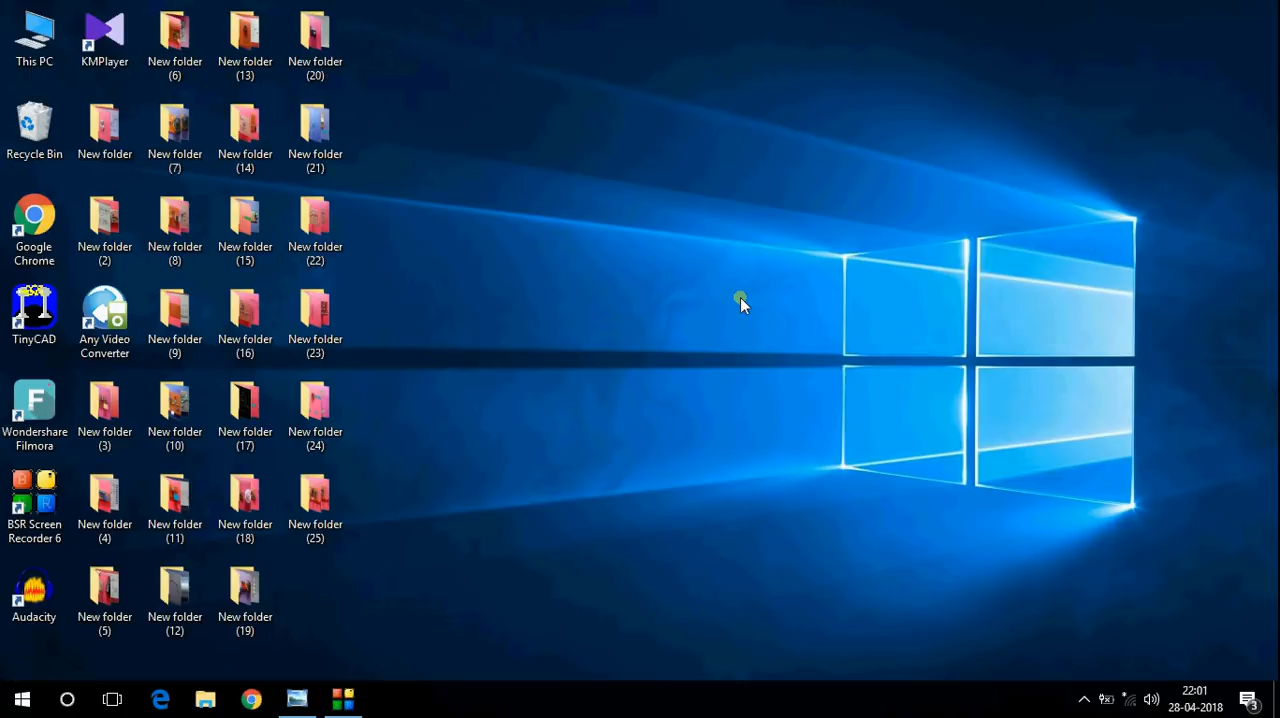 This PC
KMPlayer
New folder
(6)
New folder
(13)
New folder
(20)
Recycle Bin
New folder
New folder
(7)
New folder
(14)
New folder
(21)
Google
Chrome
New folder
(2)
New folder
(8)
New folder
(15)
New folder
(22)
TinyCAD
Any Video
Converter
New folder
(9)
New folder
(16)
New folder
(23)
Wondershare
Filmora
New folder
(3)
New folder
(10)
New folder
(17)
New folder
(24)
BSR Screen
Recorder 6
New folder
(4)
New folder
(11)
New folder
(18)
New folder
(25)
Audacity
New folder
(5)
New folder
(12)
New folder
(19)
22:01
28-04-2018
3